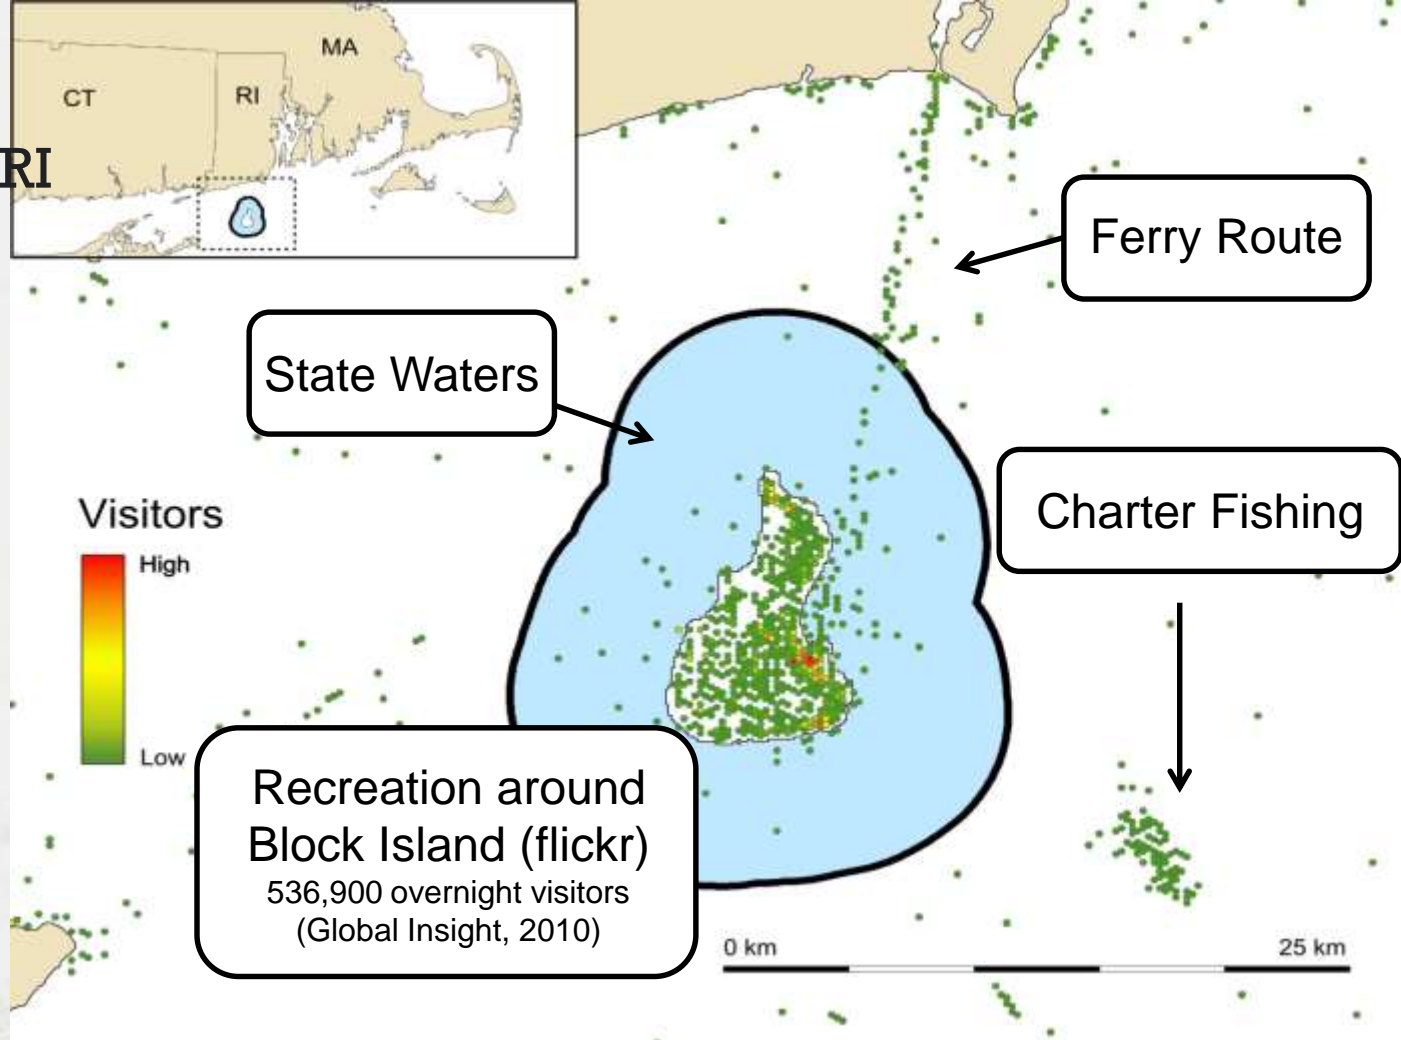 MA
CT
RI
RI
Ferry Route
State Waters
Charter Fishing
Visitors
High
Low
Recreation around
Block Island (flickr)
536,900 overnight visitors
(Global Insight, 2010)
0 km
25 km